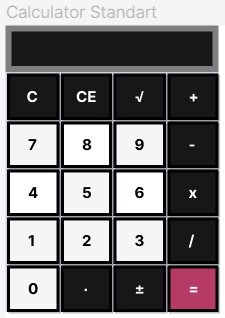 Calculator Standart
C CE √ +
7 8 9 -
4 5 6 x
1 2 3 /
0 . ± =